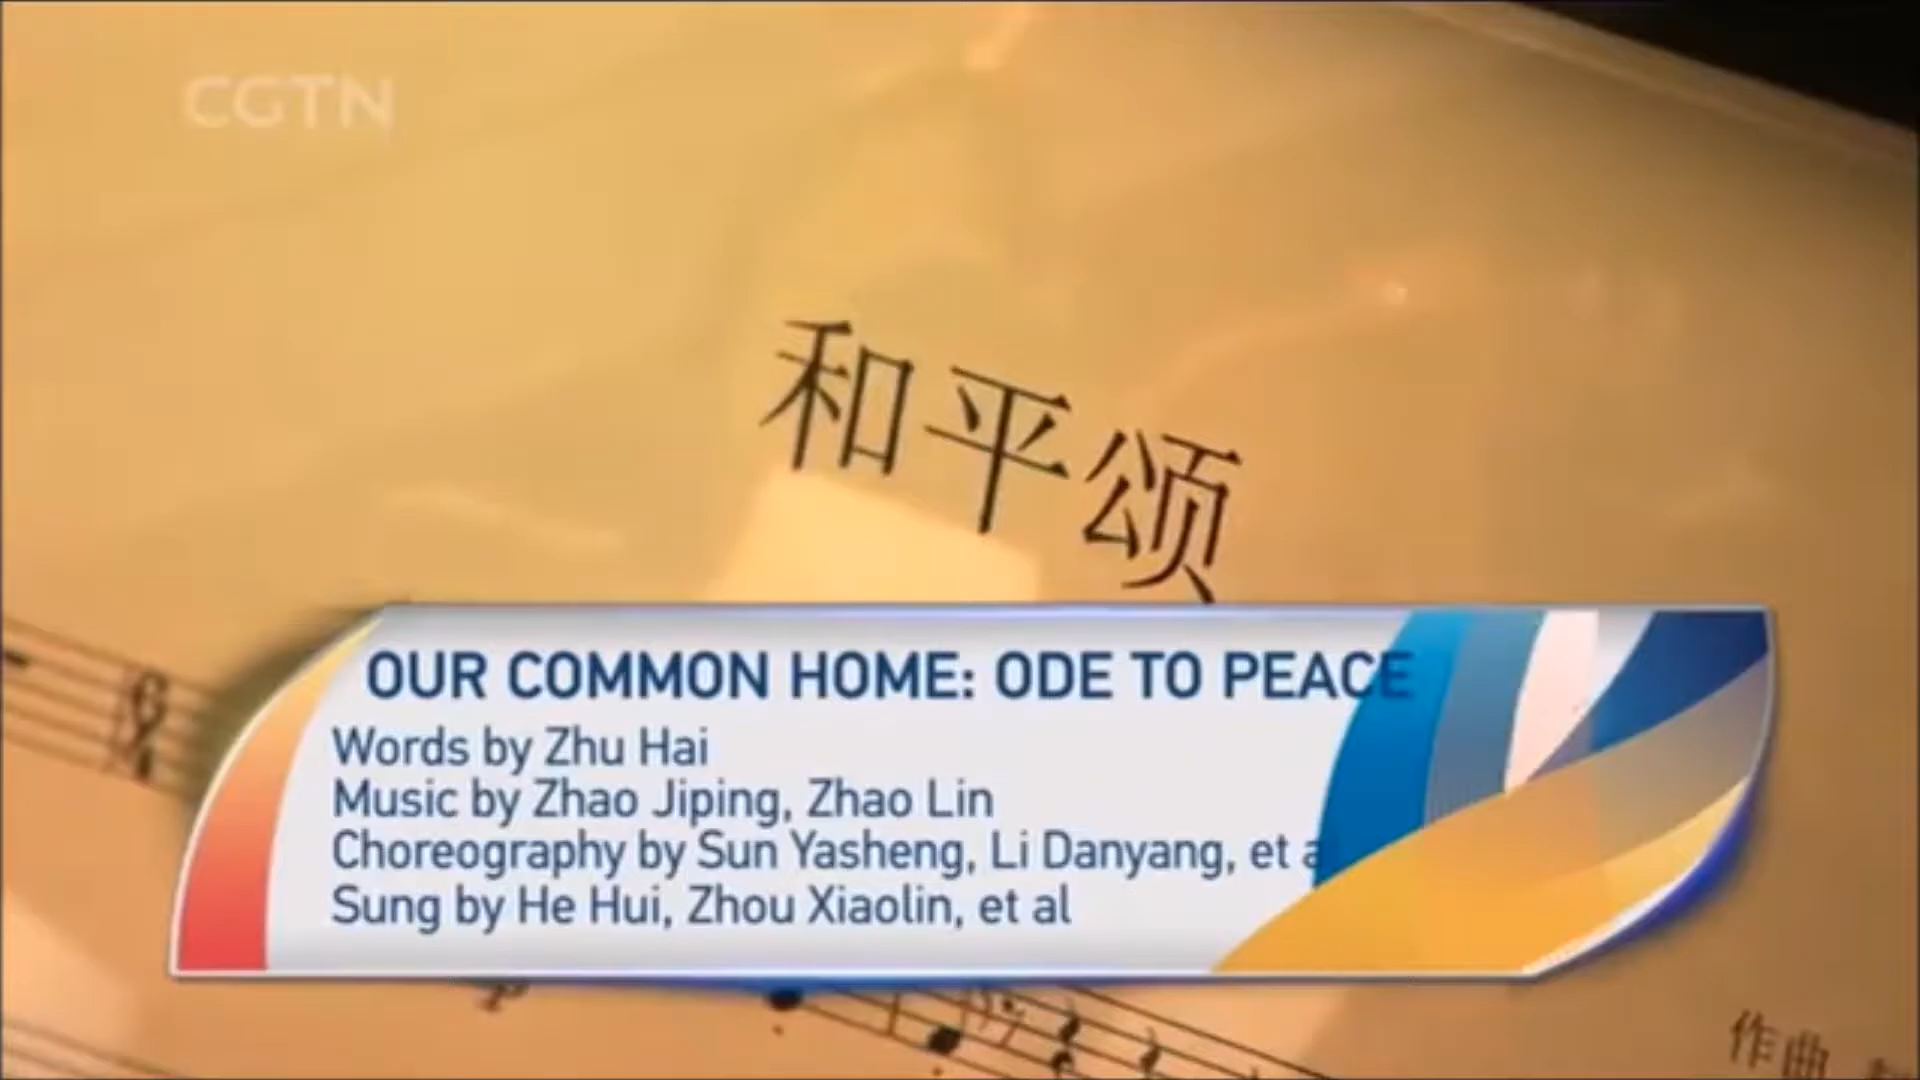 CGTN
和平颂
OUR COMMON HOME: ODE TO PEACE
Words by Zhu Hai
Music by Zhao Jiping, Zhao Lin
Choreography by Sun Yasheng, Li Danyang, et a
Sung by He Hui, Zhou Xiaolin, et al
作曲